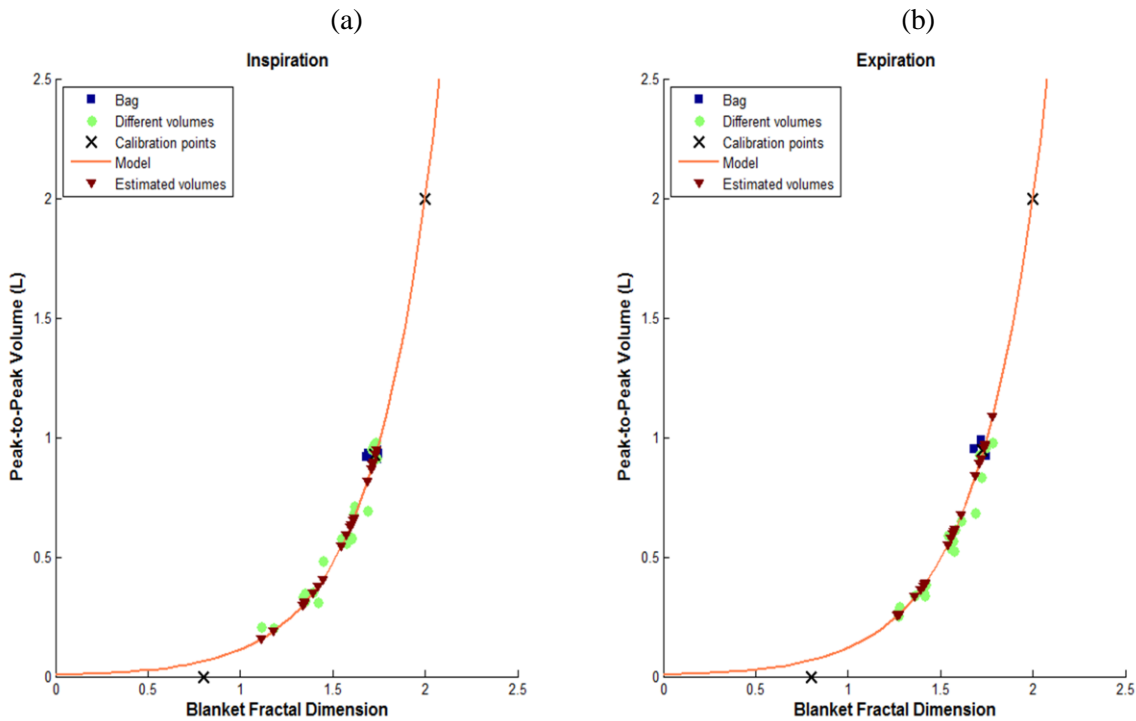 (a)
Inspiration
2.5
2
1.5
1
0.5
0
Peak-to-Peak Volume (L)
Bag
Different volumes
Calibration points
Model
Estimated volumes
0 0.5 1 1.5 2 2.5
Blanket Fractal Dimension
(b)
Expiration
2.5
2
1.5
1
0.5
0
Peak-to-Peak Volume (L)
Bag
Different volumes
Calibration points
Model
Estimated volumes
0 0.5 1 1.5 2 2.5
Blanket Fractal Dimension